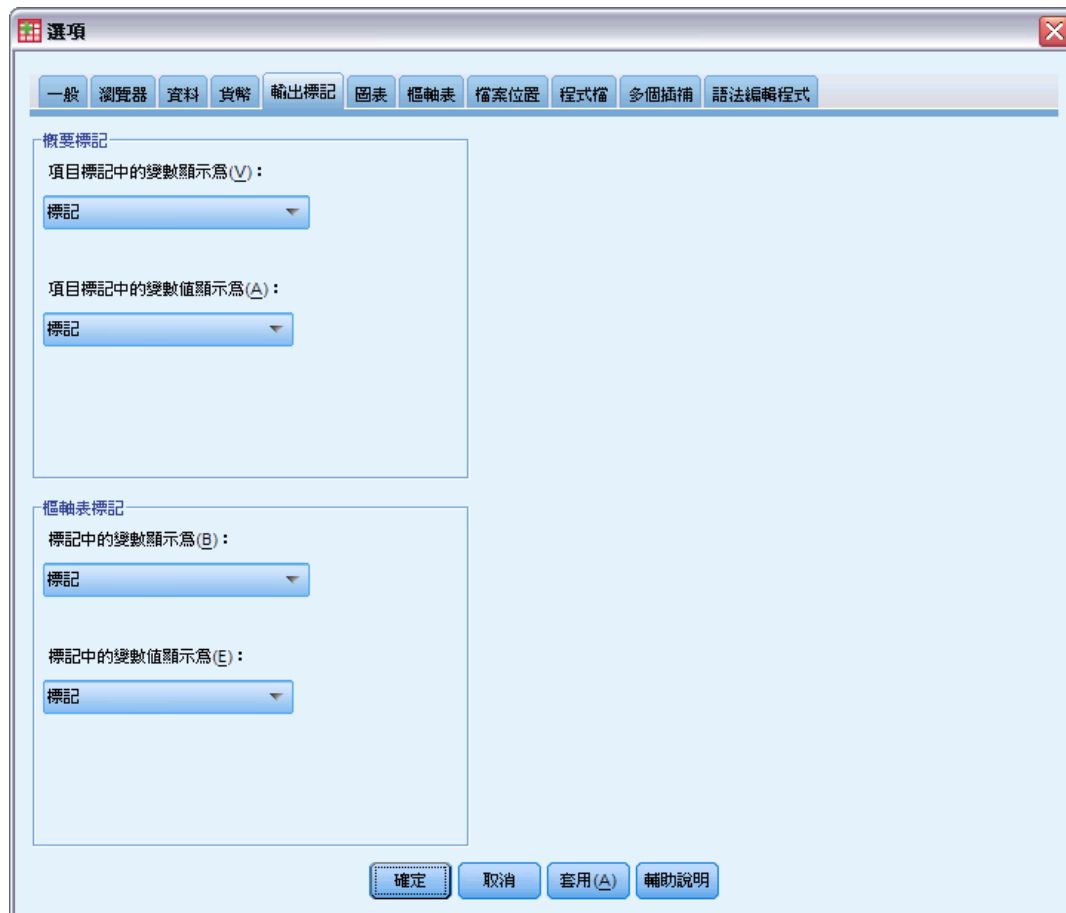 選項
一般 瀏覽器 資料 貨幣 輸出標記 圖表 樞軸表 檔案位置 程式檔 多個插補 語法編輯程式
概要標記
項目標記中的變數顯示為(V)：
標記
項目標記中的變數值顯示為(A)：
標記
樞軸表標記
標記中的變數顯示為(B)：
標記
標記中的變數值顯示為(E)：
標記
確定 取消 套用(A) 輔助說明